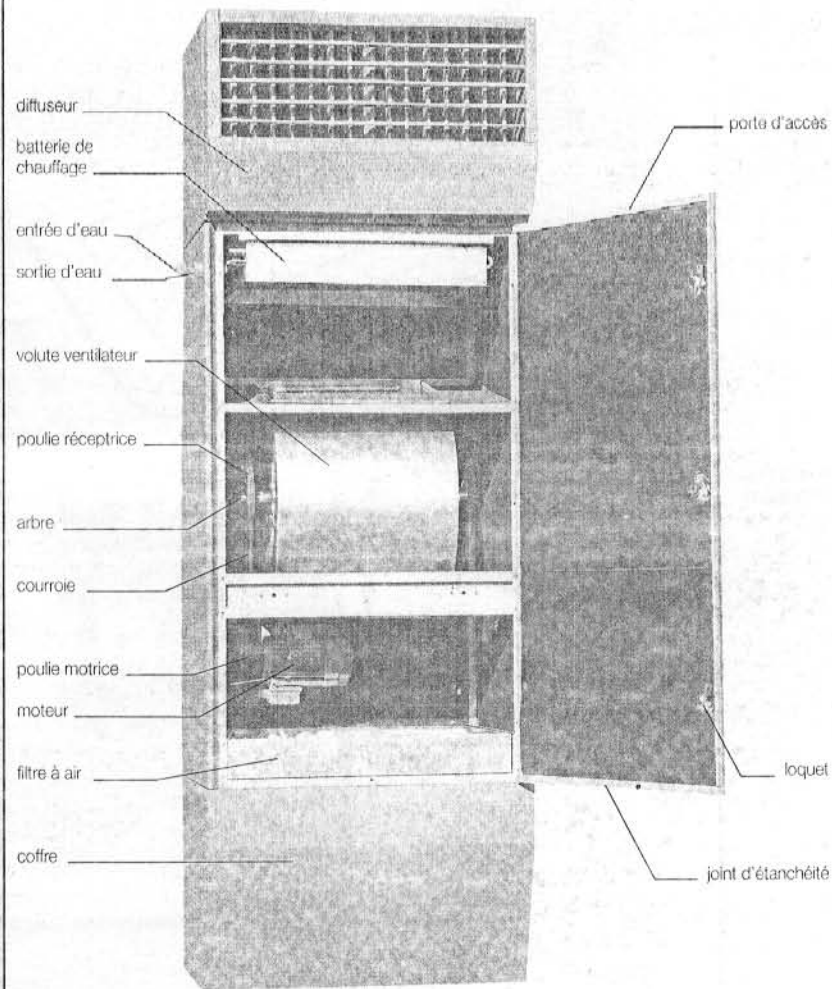 diffuseur
batterie de
chauffage
entrée d'eau
sortie d'eau
volute ventilateur
poulie réceptrice
arbre
courroie
poulie motrice
moteur
filtre à air
coffre
porte d'accès
loquet
joint d'étanchéité